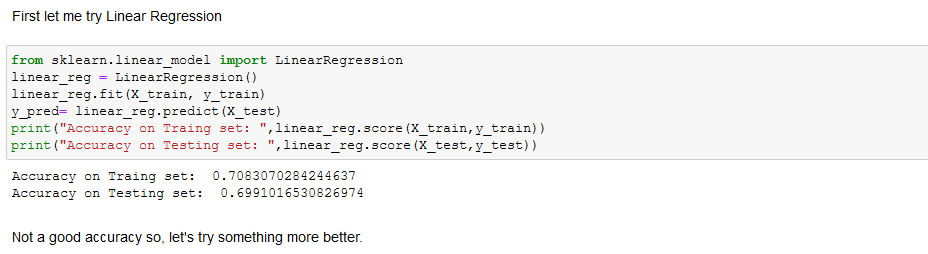 First let me try Linear Regression
from sklearn.linear_model import LinearRegression
linear_reg = LinearRegression()
linear_reg.fit(X_train, y_train)
y_pred= linear_reg.predict(X_test)
print("Accuracy on Traing set: ",linear_reg.score(X_train,y_train))
print("Accuracy on Testing set: ",linear_reg.score(X_test,y_test))
Accuracy on Traing set:  0.7083070284244637
Accuracy on Testing set:  0.6991016530826974
Not a good accuracy so, let's try something more better.